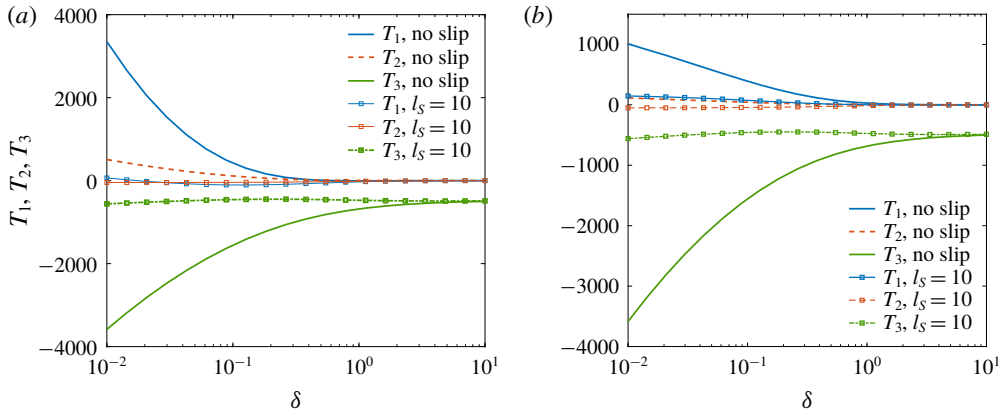 (a)
4000
2000
0
−2000
−4000
T1, T2, T3
T1, no slip
T2, no slip
T3, no slip
T1, lS = 10
T2, lS = 10
T3, lS = 10
10−2
10−1
100
101
δ
(b)
1000
0
−1000
−2000
−3000
−4000
T1, no slip
T2, no slip
T3, no slip
T1, lS = 10
T2, lS = 10
T3, lS = 10
10−2
10−1
100
101
δ